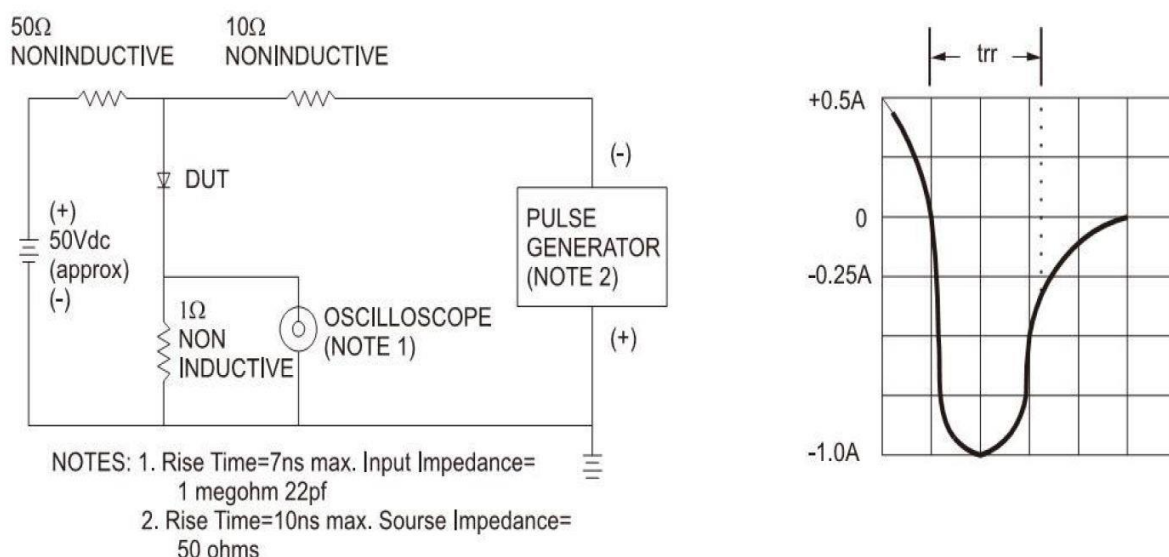 50Ω
NONINDUCTIVE
10Ω
NONINDUCTIVE
DUT
(+)
50Vdc
(approx)
(-)
1Ω
NON
INDUCTIVE
OSCILLOSCOPE
(NOTE 1)
(-)
PULSE
GENERATOR
(NOTE 2)
(+)
NOTES: 1. Rise Time=7ns max. Input Impedance=
1 megohm 22pf
2. Rise Time=10ns max. Sourse Impedance=
50 ohms
trr
+0.5A
0
-0.25A
-1.0A